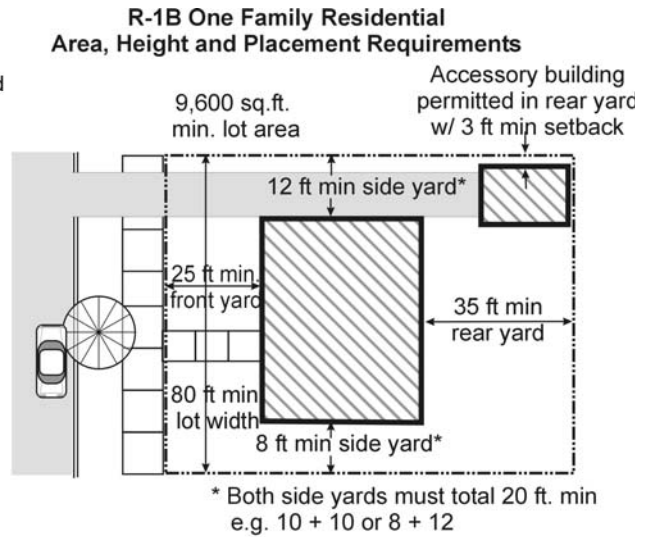 R-1B One Family Residential
Area, Height and Placement Requirements
d
Accessory building
permitted in rear yard
w/ 3 ft min setback
9,600 sq.ft.
min. lot area
12 ft min side yard*
25 ft min.
front yard
35 ft min
rear yard
80 ft min
lot width
8 ft min side yard*
* Both side yards must total 20 ft. min
e.g. 10 + 10 or 8 + 12